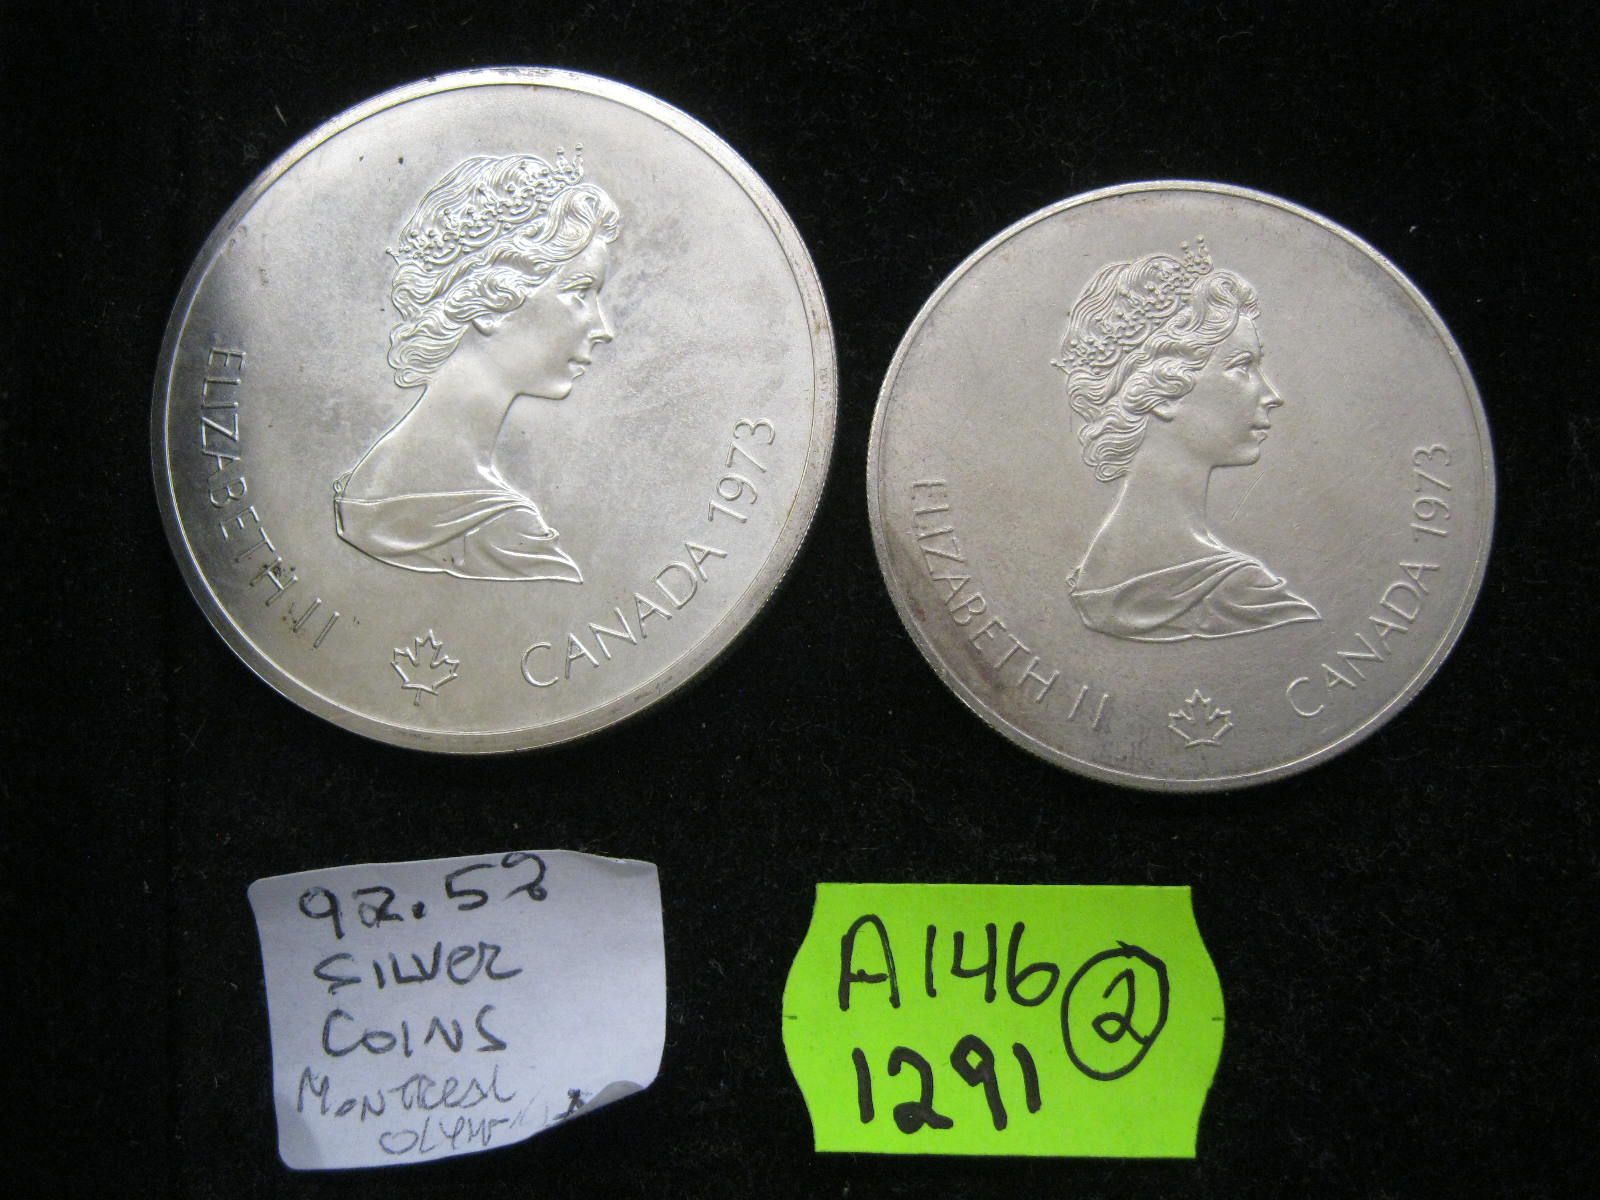 ELIZABETH II
CANADA 1973
ELIZABETH II
CANADA 1973
92.5%
SILVER
COINS
MONTREAL
A146 2
1291